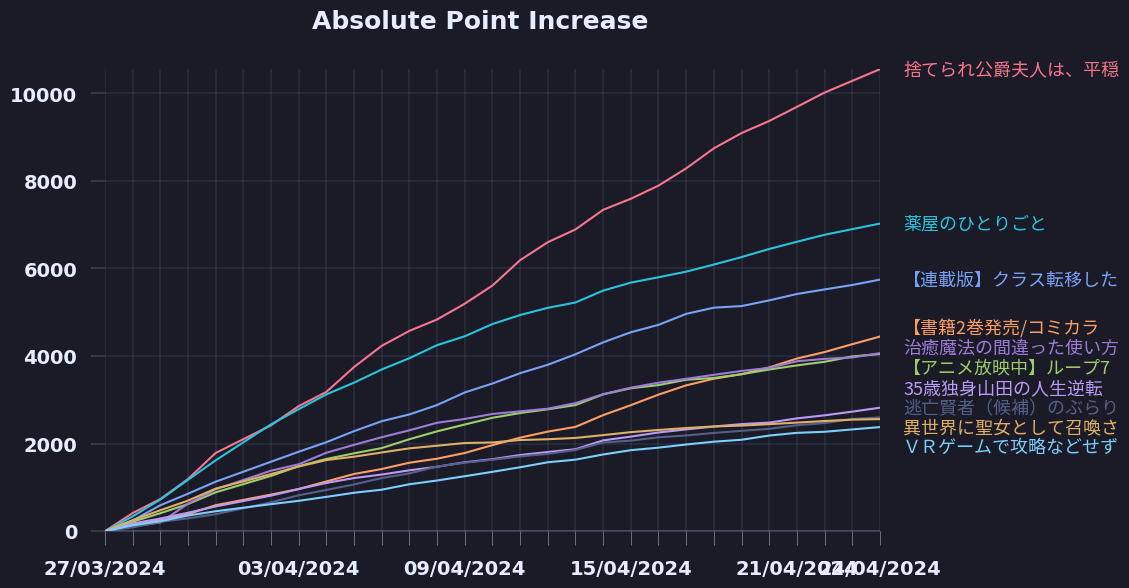 Absolute Point Increase
10000
8000
6000
4000
2000
0
27/03/2024
03/04/2024
09/04/2024
15/04/2024
21/04/2024
24/04/2024
捨てられ公爵夫人は、平穏
薬屋のひとりごと
【連載版】クラス転移した
【書籍2巻発売/コミカラ
治癒魔法の間違った使い方
【アニメ放映中】ループ7
35歳独身山田の人生逆転
逃亡賢者（候補）のぶらり
異世界に聖女として召喚さ
ＶＲゲームで攻略などせず